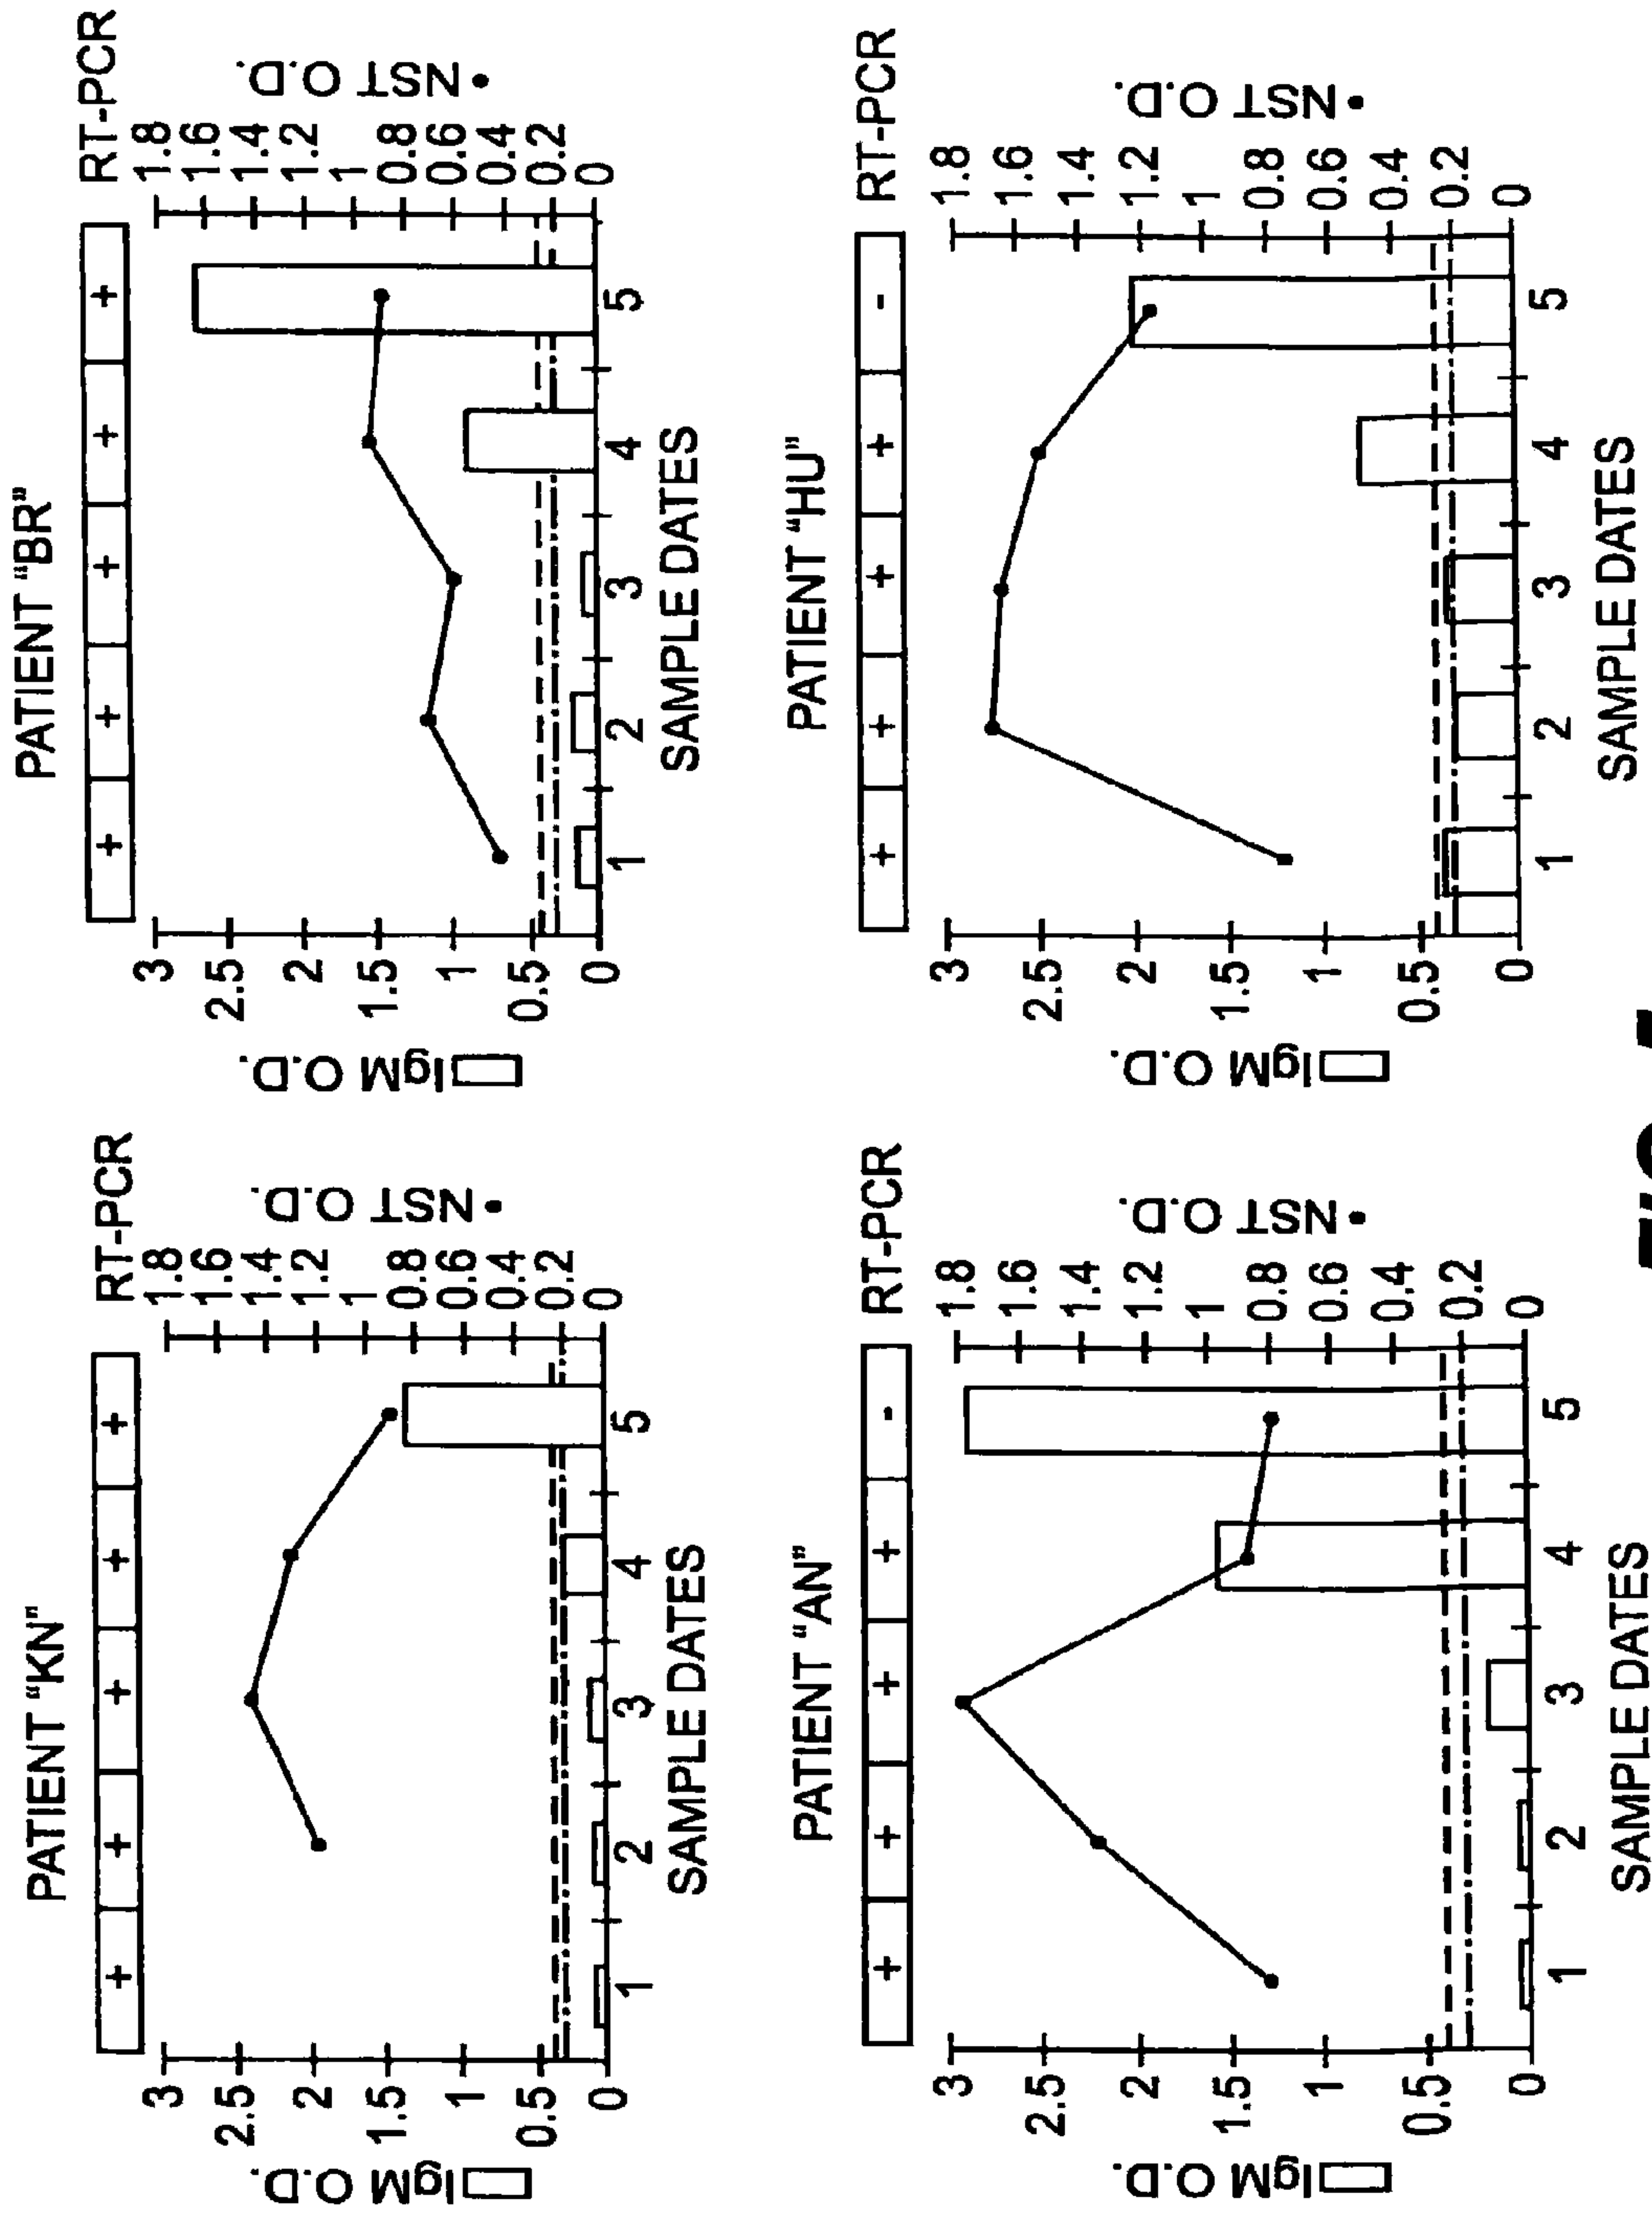 PATIENT “KN”
+ + + + + RT-PCR
3
2.5
2
1.5
1
0.5
0
IgM O.D.
1.8
1.6
1.4
1.2
1
0.8
0.6
0.4
0.2
0
• NST O.D.
1 2 3 4 5
SAMPLE DATES
PATIENT “BR”
+ + + + + RT-PCR
3
2.5
2
1.5
1
0.5
0
IgM O.D.
1.8
1.6
1.4
1.2
1
0.8
0.6
0.4
0.2
0
• NST O.D.
1 2 3 4 5
SAMPLE DATES
PATIENT “AN”
+ + + + - RT-PCR
3
2.5
2
1.5
1
0.5
0
IgM O.D.
1.8
1.6
1.4
1.2
1
0.8
0.6
0.4
0.2
0
• NST O.D.
1 2 3 4 5
SAMPLE DATES
PATIENT “HU”
+ + + + - RT-PCR
3
2.5
2
1.5
1
0.5
0
IgM O.D.
1.8
1.6
1.4
1.2
1
0.8
0.6
0.4
0.2
0
• NST O.D.
1 2 3 4 5
SAMPLE DATES